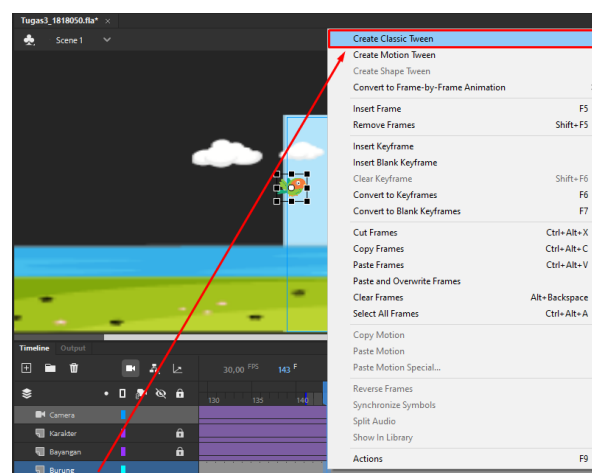 Tugas3_1818050.fla* ×
Scene 1
Create Classic Tween
Create Motion Tween
Create Shape Tween
Convert to Frame-by-Frame Animation
Insert Frame F5
Remove Frames Shift+F5
Insert Keyframe
Insert Blank Keyframe
Clear Keyframe Shift+F6
Convert to Keyframes F6
Convert to Blank Keyframes F7
Cut Frames Ctrl+Alt+X
Copy Frames Ctrl+Alt+C
Paste Frames Ctrl+Alt+V
Paste and Overwrite Frames
Clear Frames Alt+Backspace
Select All Frames Ctrl+Alt+A
Copy Motion
Paste Motion
Paste Motion Special...
Reverse Frames
Synchronize Symbols
Split Audio
Show In Library
Actions F9
Timeline Output
30,00 FPS 143 F
130 135 140
Camera
Karakter
Bayangan
Burung